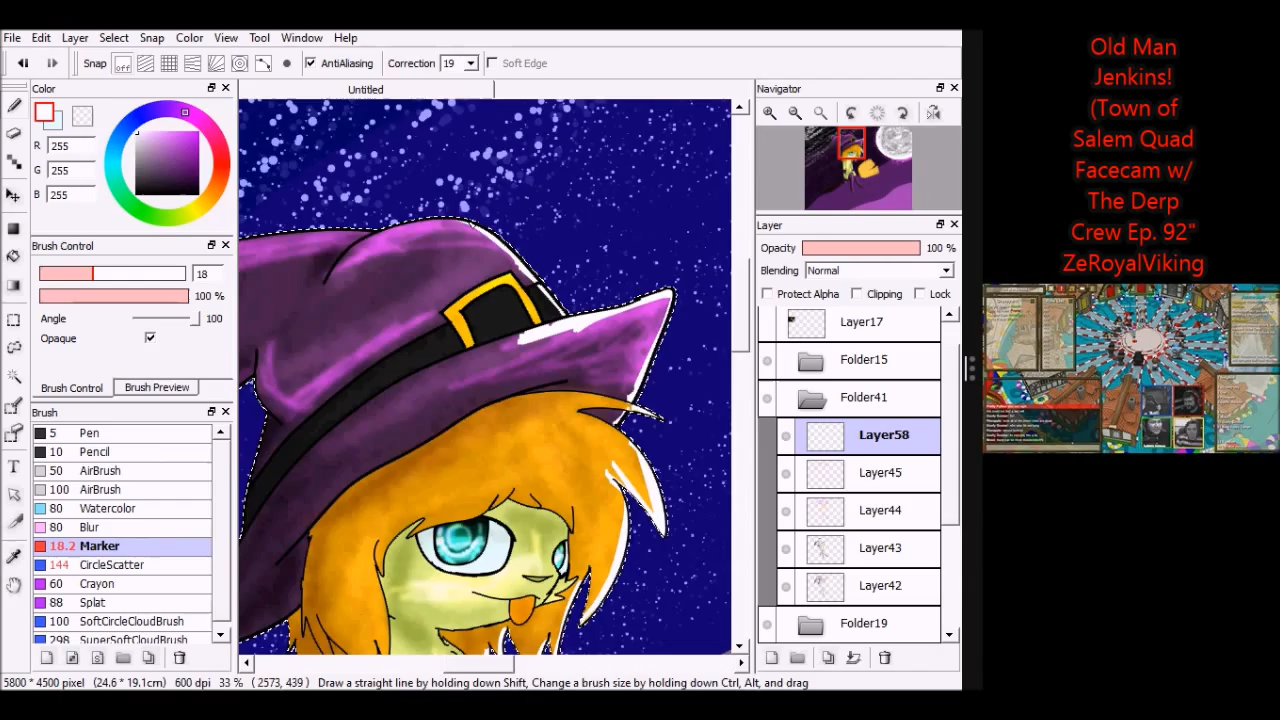 File Edit Layer Select Snap Color View Tool Window Help
Snap off AntiAliasing Correction 19 Soft Edge
Color
R 255
G 255
B 255
Brush Control
18
100 %
Angle 100
Opaque
Brush Control Brush Preview
Brush
5 Pen
10 Pencil
50 AirBrush
100 AirBrush
80 Watercolor
80 Blur
18.2 Marker
144 CircleScatter
60 Crayon
88 Splat
100 SoftCircleCloudBrush
298 SuperSoftCloudBrush
Untitled
Navigator
Layer
Opacity 100 %
Blending Normal
Protect Alpha Clipping Lock
Layer17
Folder15
Folder41
Layer58
Layer45
Layer44
Layer43
Layer42
Folder19
5800 * 4500 pixel (24.6 * 19.1cm) 600 dpi 33 % ( 2573, 439 ) Draw a straight line by holding down Shift, Change a brush size by holding down Ctrl, Alt, and drag
Old Man
Jenkins!
(Town of
Salem Quad
Facecam w/
The Derp
Crew Ep. 92"
ZeRoyalViking